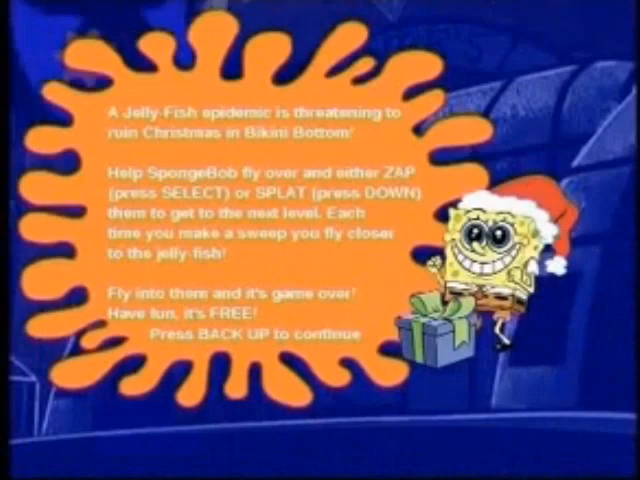 A Jelly-Fish epidemic is threatening to
ruin Christmas in Bikini Bottom!
Help SpongeBob fly over and either ZAP
(press SELECT) or SPLAT (press DOWN)
them to get to the next level. Each
time you make a sweep you fly closer
to the jelly-fish!
Fly into them and it's game over!
Have fun, it's FREE!
Press BACK UP to continue